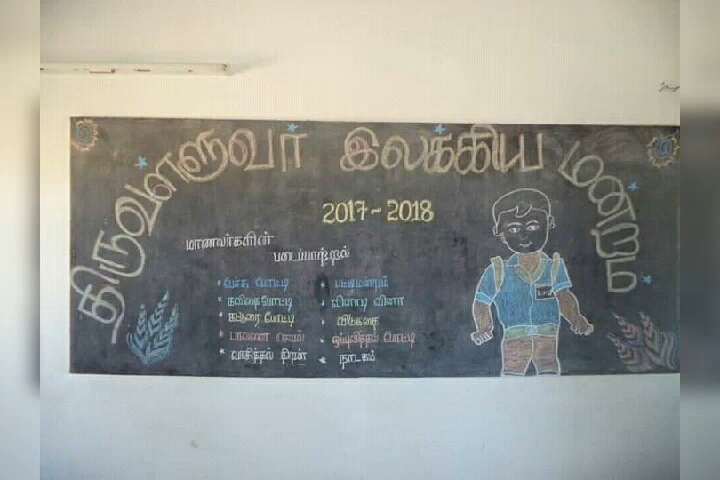 திருவள்ளுவர் இலக்கிய மன்றம்
2017 - 2018
மாணவர்களின்
படைப்பாற்றல்
* பேச்சு போட்டி
* கவிதைபோட்டி
* கட்டுரை போட்டி
* வாசித்தல் திறன்
* பட்டிமன்றம்
* வினாடி வினா
* விடுகதை
* ஒப்புவித்தல் போட்டி
* நாடகம்